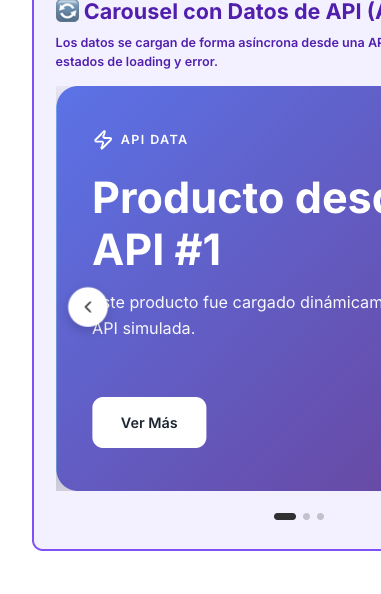 Carousel con Datos de API (A
Los datos se cargan de forma asíncrona desde una AP
estados de loading y error.
API DATA
Producto desd
API #1
ste producto fue cargado dinámicam
API simulada.
Ver Más